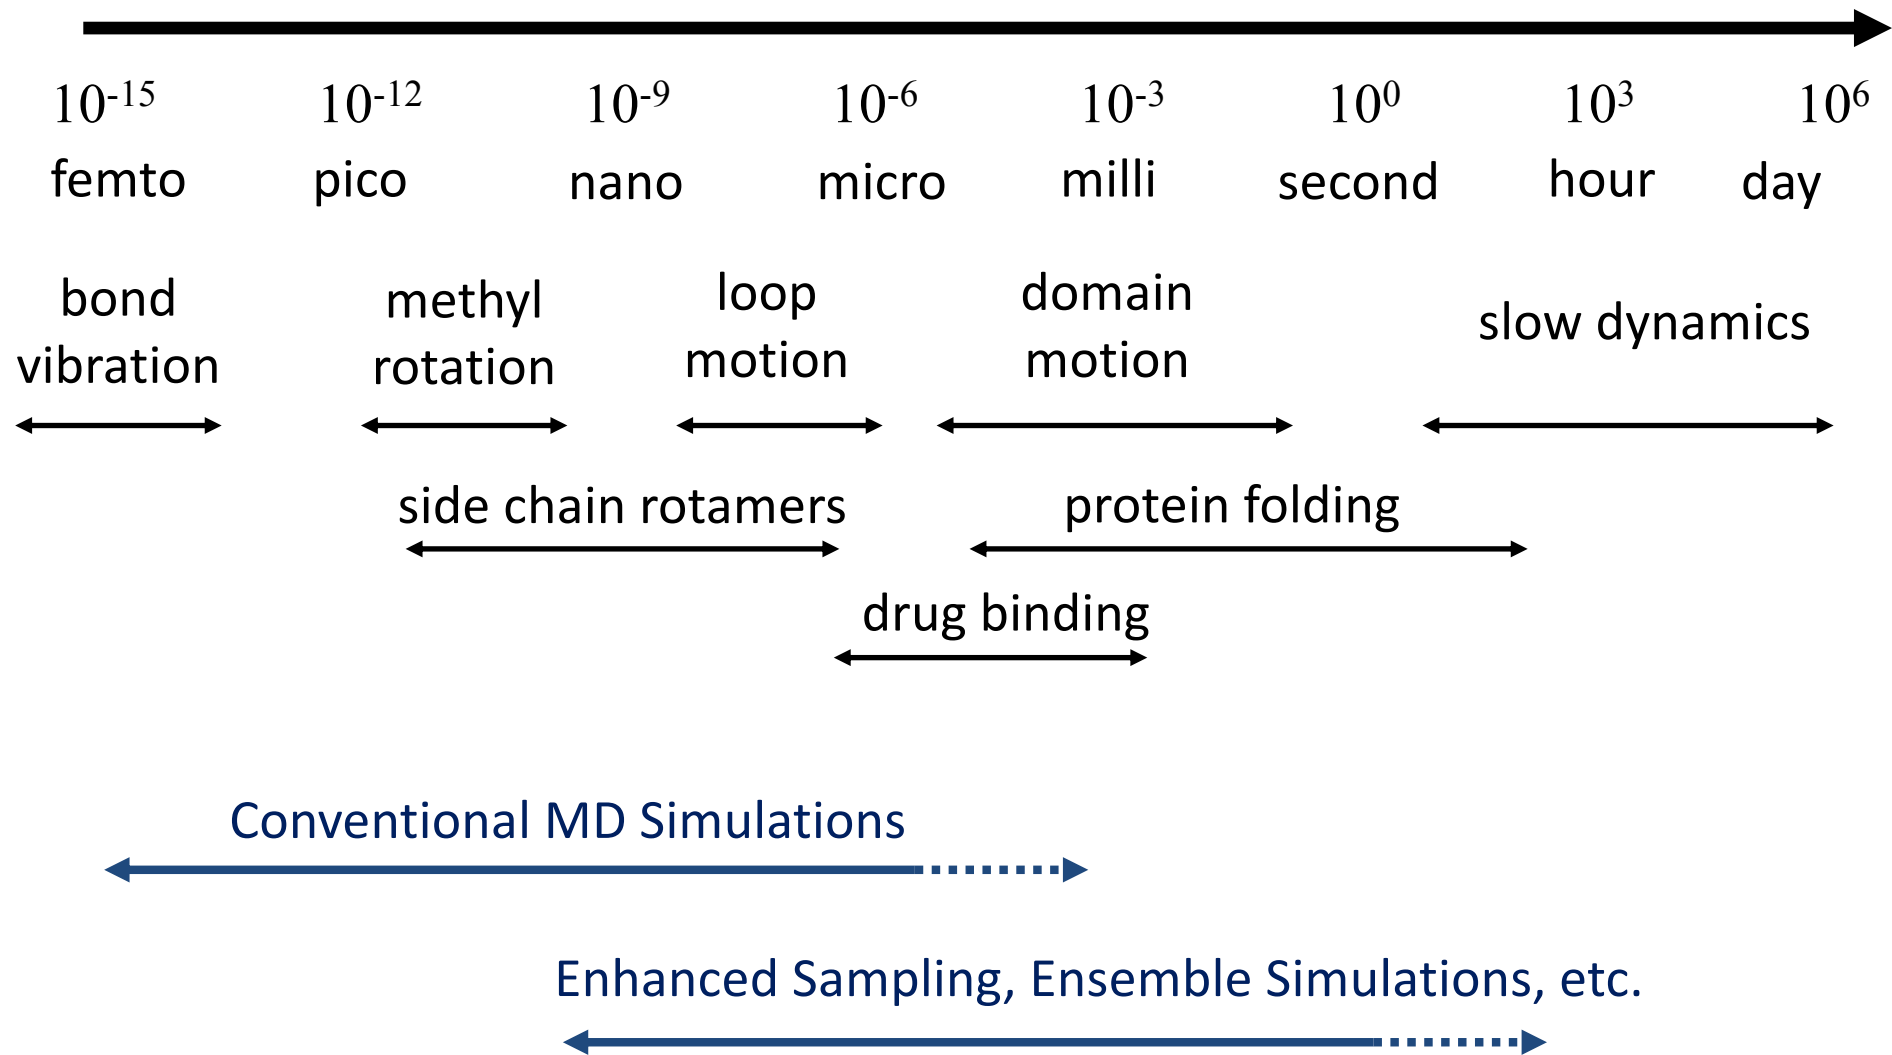 10⁻¹⁵ 10⁻¹² 10⁻⁹ 10⁻⁶ 10⁻³ 10⁰ 10³ 10⁶
femto pico nano micro milli second hour day
bond
vibration
methyl
rotation
loop
motion
domain
motion
slow dynamics
side chain rotamers
protein folding
drug binding
Conventional MD Simulations
Enhanced Sampling, Ensemble Simulations, etc.